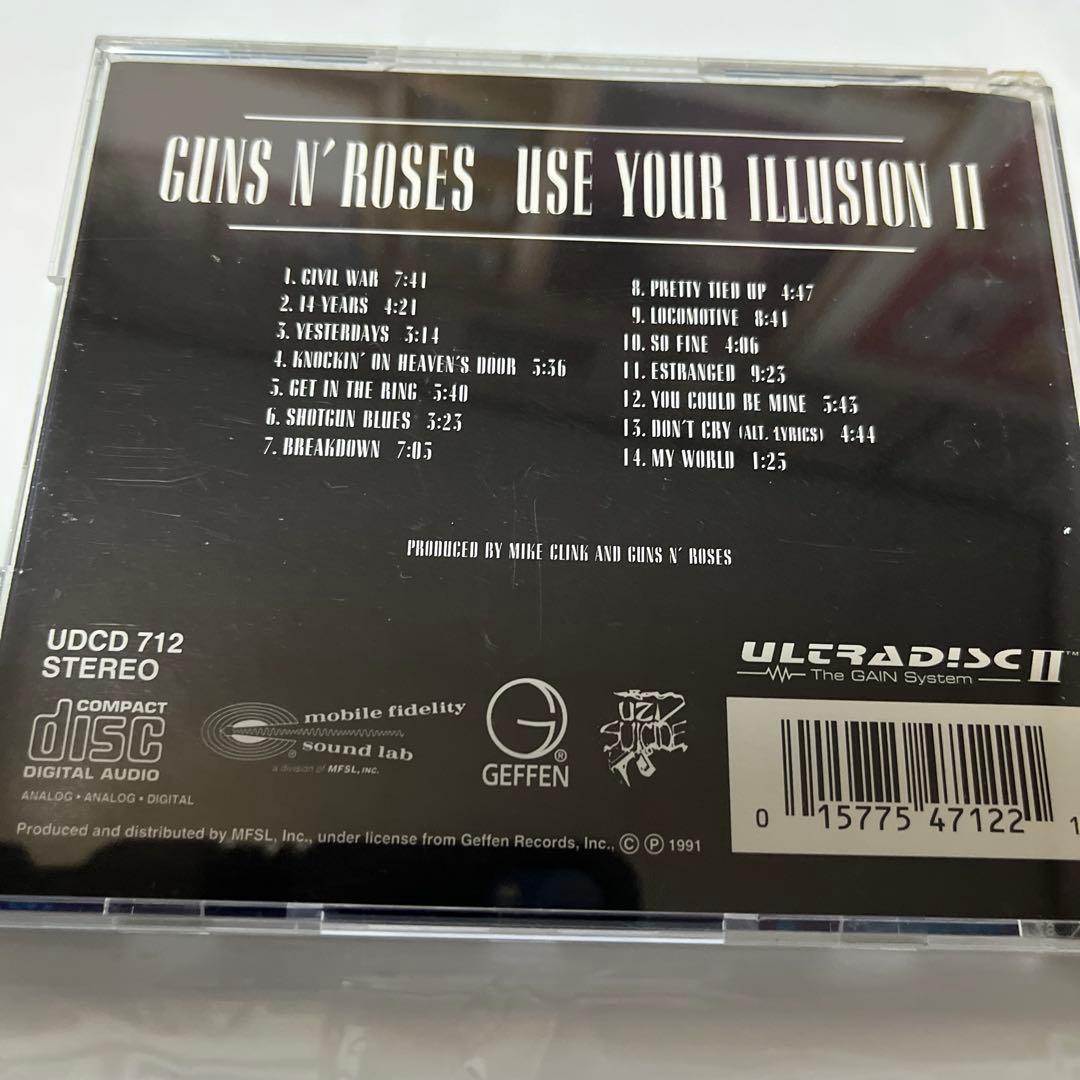 GUNS N' ROSES USE YOUR ILLUSION II
1. CIVIL WAR 7:41
2. 14 YEARS 4:21
3. YESTERDAYS 3:14
4. KNOCKIN' ON HEAVEN'S DOOR 5:36
5. GET IN THE RING 5:40
6. SHOTGUN BLUES 3:23
7. BREAKDOWN 7:05
8. PRETTY TIED UP 4:47
9. LOCOMOTIVE 8:41
10. SO FINE 4:06
11. ESTRANGED 9:23
12. YOU COULD BE MINE 5:43
13. DON'T CRY (ALT. LYRICS) 4:44
14. MY WORLD 1:25
PRODUCED BY MIKE CLINK AND GUNS N' ROSES
UDCD 712
STEREO
COMPACT
disc
DIGITAL AUDIO
ANALOG • ANALOG • DIGITAL
mobile fidelity
sound lab
a division of MFSL, INC.
G
GEFFEN
UZI
SUICIDE
ULTRADISC II™
The GAIN System
0 15775 47122 1
Produced and distributed by MFSL, Inc., under license from Geffen Records, Inc., © ℗ 1991